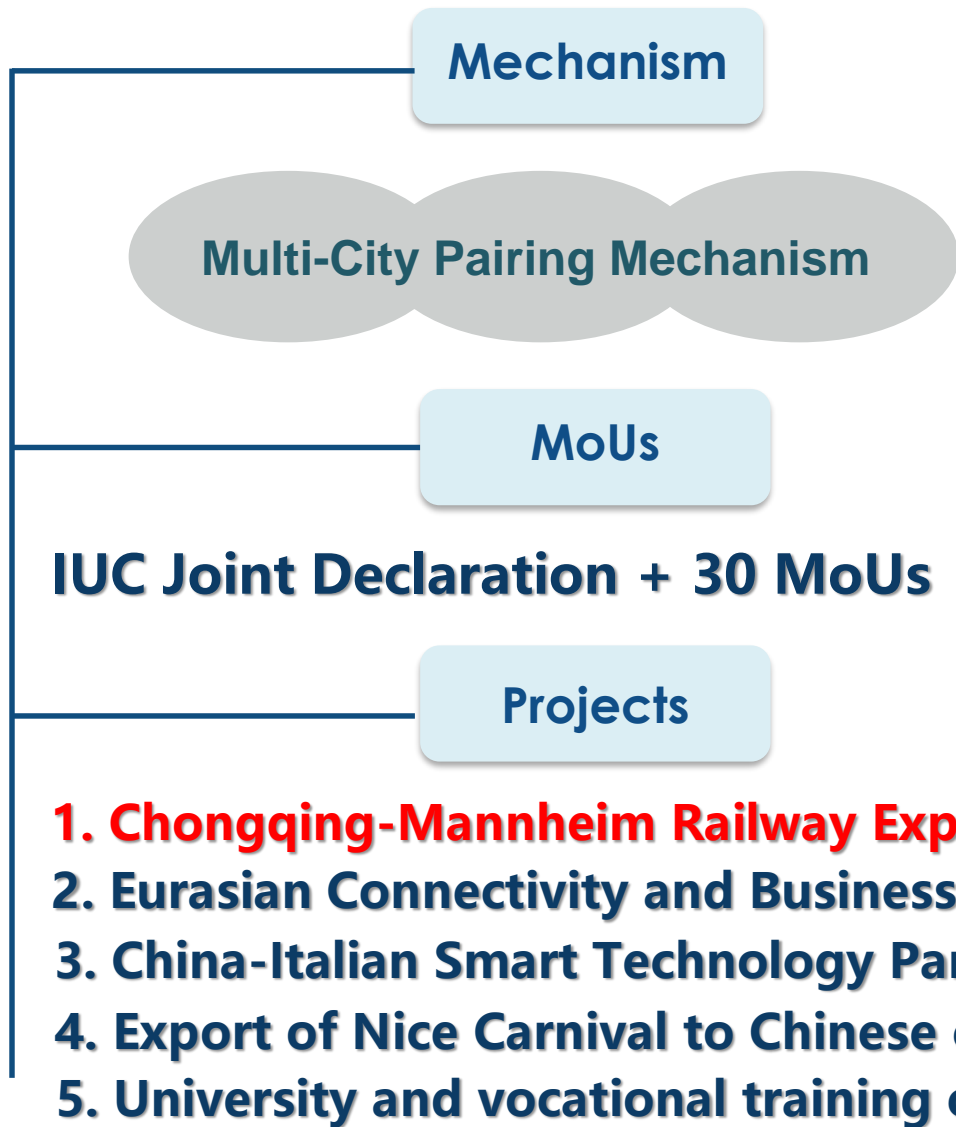 Mechanism
Multi-City Pairing Mechanism
MoUs
IUC Joint Declaration + 30 MoUs
Projects
1. Chongqing-Mannheim Railway
2. Eurasian Connectivity and Business
3. China-Italian Smart Technology
4. Export of Nice Carnival to Chinese
5. University and vocational training